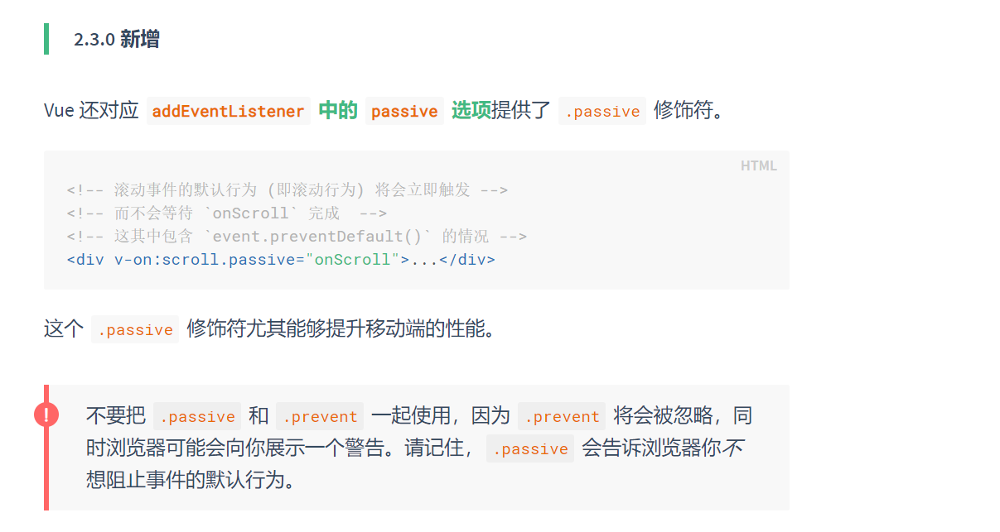 2.3.0 新增
Vue 还对应 addEventListener 中的 passive 选项提供了 .passive 修饰符。
HTML
<!-- 滚动事件的默认行为 (即滚动行为) 将会立即触发 -->
<!-- 而不会等待 `onScroll` 完成  -->
<!-- 这其中包含 `event.preventDefault()` 的情况 -->
<div v-on:scroll.passive="onScroll">...</div>
这个 .passive 修饰符尤其能够提升移动端的性能。
!
不要把 .passive 和 .prevent 一起使用，因为 .prevent 将会被忽略，同
时浏览器可能会向你展示一个警告。请记住， .passive 会告诉浏览器你不
想阻止事件的默认行为。